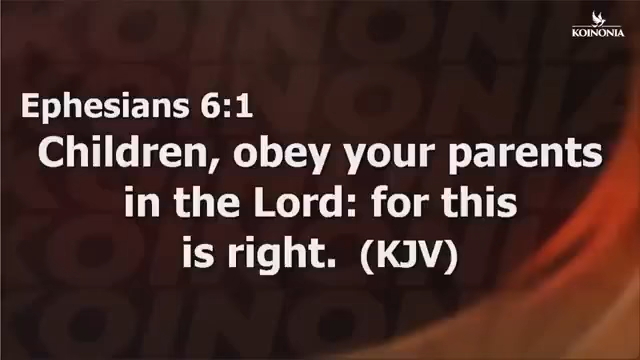 KOINONIA
Ephesians 6:1
Children, obey your parents
in the Lord: for this
is right. (KJV)